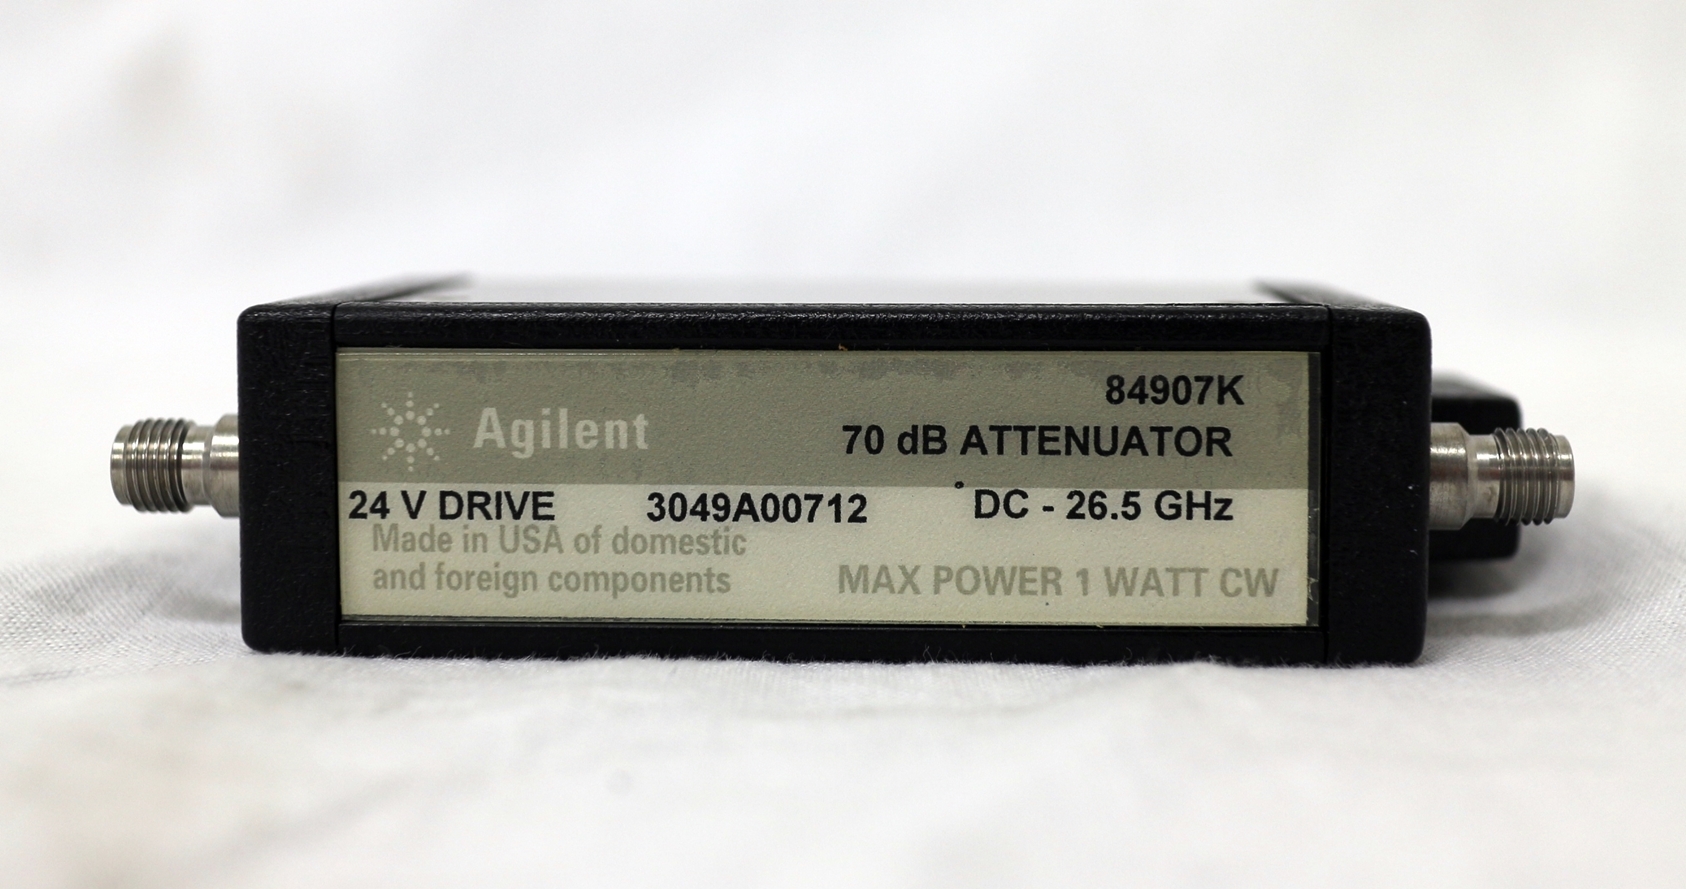 84907K
Agilent
70 dB ATTENUATOR
24 V DRIVE 3049A00712 DC - 26.5 GHz
Made in USA of domestic
and foreign components
MAX POWER 1 WATT CW